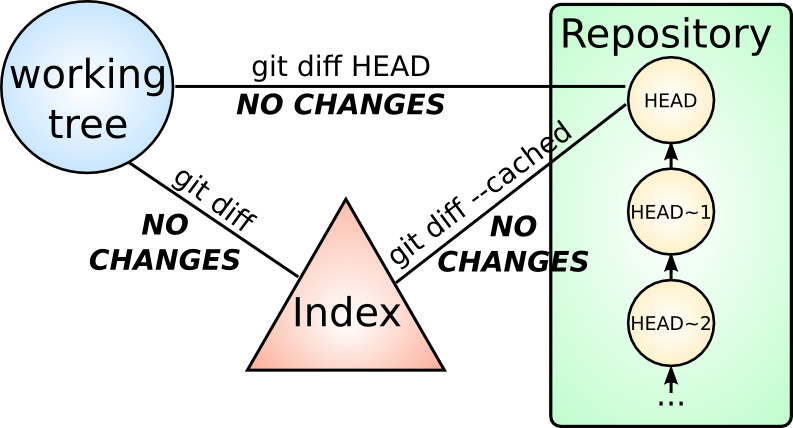 Repository
working
tree
git diff HEAD
NO CHANGES
HEAD
git diff
NO
CHANGES
git diff --cached
NO
CHANGES
HEAD~1
Index
HEAD~2
...